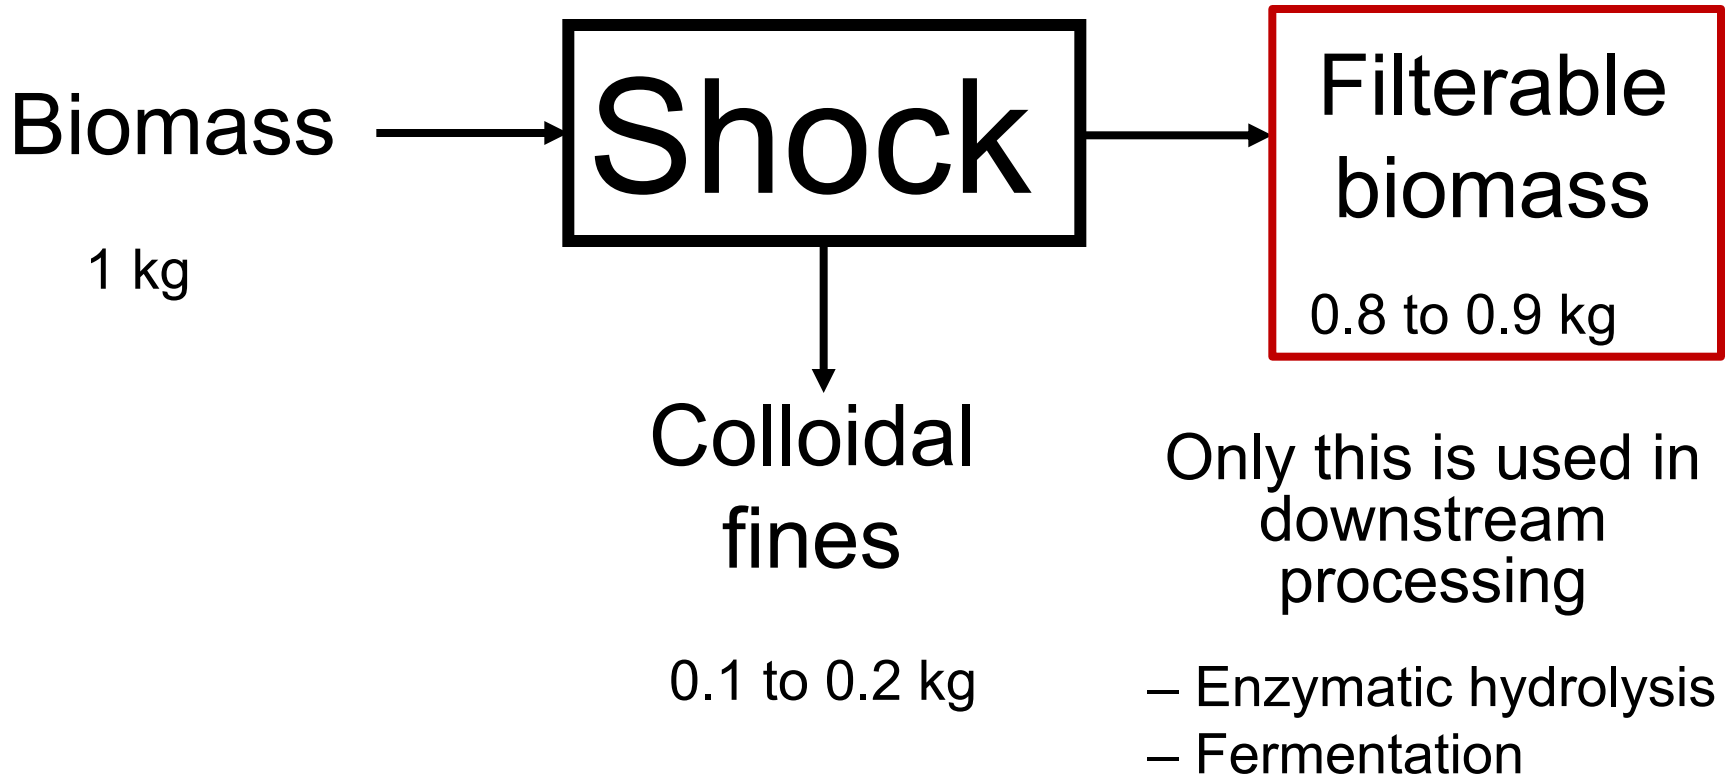 Biomass
1 kg
Shock
Filterable
biomass
0.8 to 0.9 kg
Colloidal
fines
0.1 to 0.2 kg
Only this is used in
downstream
processing
– Enzymatic hydrolysis
– Fermentation